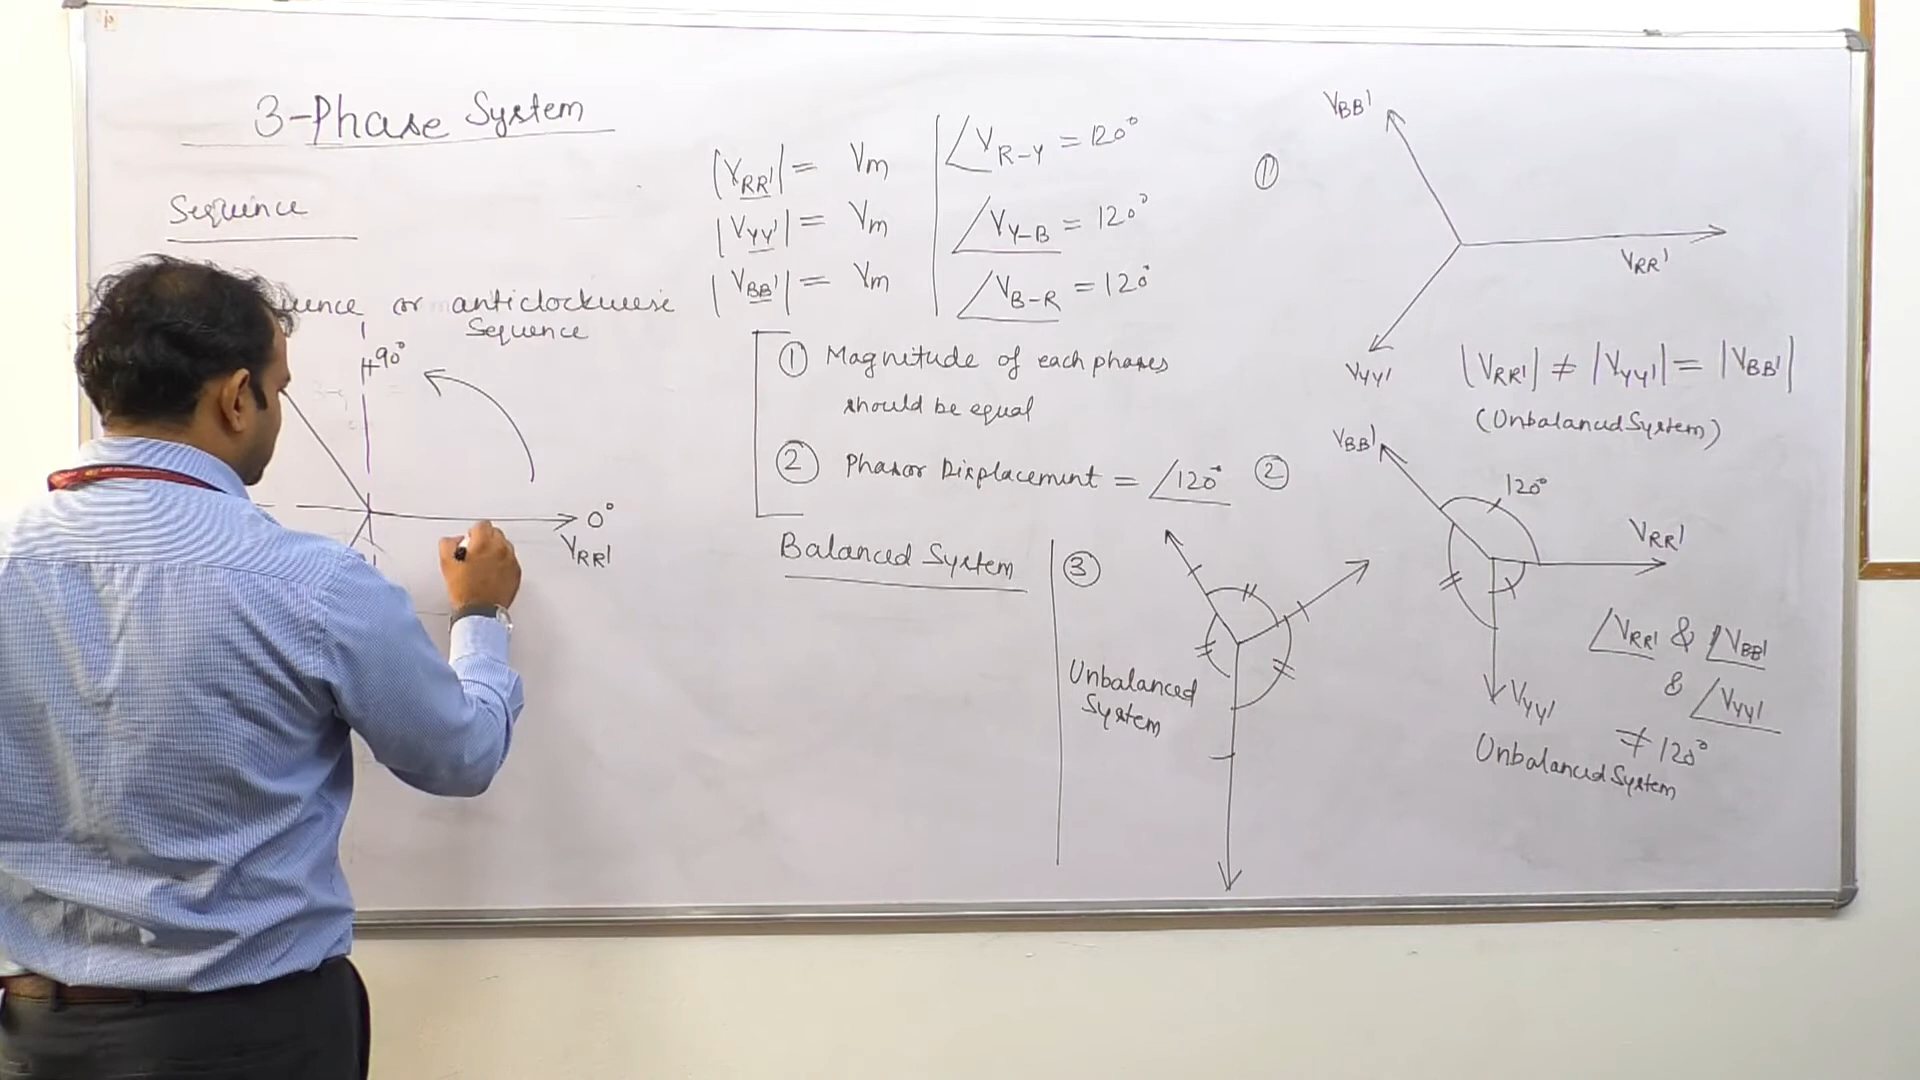 3-Phase System
Sequence
uence or anticlockwise
Sequence
+90°
0°
VRR'
|VRR'| = Vm
|VYY'| = Vm
|VBB'| = Vm
∠VR-Y = 120°
∠VY-B = 120°
∠VB-R = 120°
① Magnitude of each phases
should be equal
② Phasor Displacement = ∠120°
Balanced System
①
VBB'
VRR'
VYY'
|VRR'| ≠ |VYY'| = |VBB'|
(Unbalanced System)
②
VBB'
120°
VRR'
VYY'
∠VRR' & ∠VBB'
& ∠VYY'
≠ 120°
Unbalanced System
③
Unbalanced
System